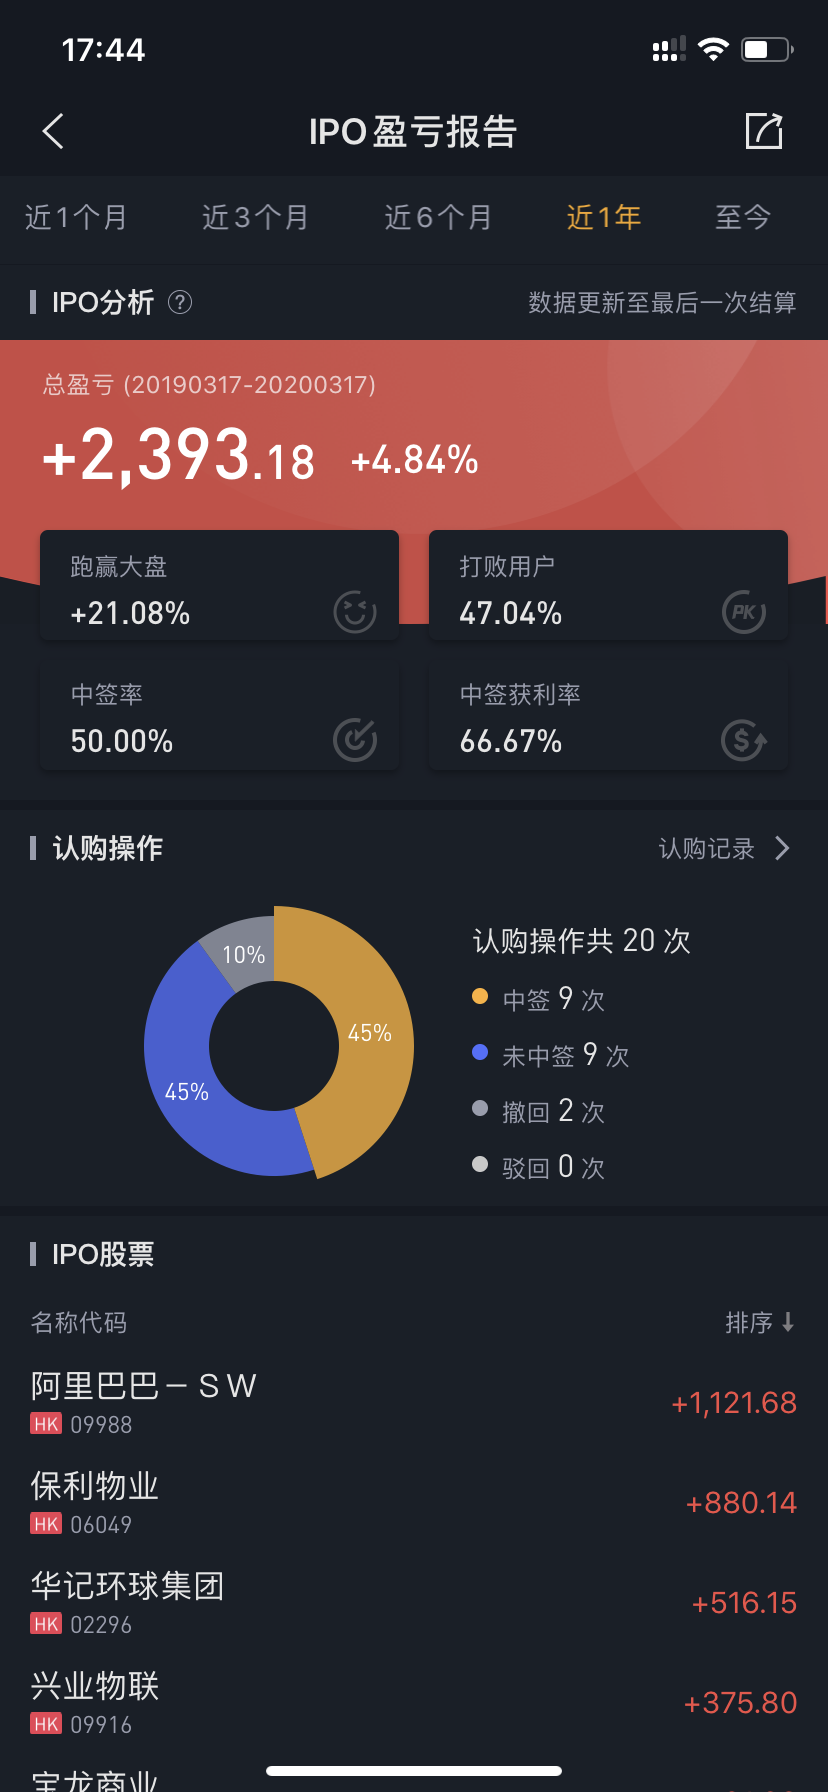 17:44
IPO盈亏报告
近1个月 近3个月 近6个月 近1年 至今
IPO分析 ? 数据更新至最后一次结算
总盈亏 (20190317-20200317)
+2,393.18 +4.84%
跑赢大盘 打败用户
+21.08% 47.04%
PK
中签率 中签获利率
50.00% 66.67%
$
认购操作 认购记录
10%
45%
45%
认购操作共 20 次
中签 9 次
未中签 9 次
撤回 2 次
驳回 0 次
IPO股票
名称代码 排序
阿里巴巴－ＳＷ
HK 09988 +1,121.68
保利物业
HK 06049 +880.14
华记环球集团
HK 02296 +516.15
兴业物联
HK 09916 +375.80
宝龙商业